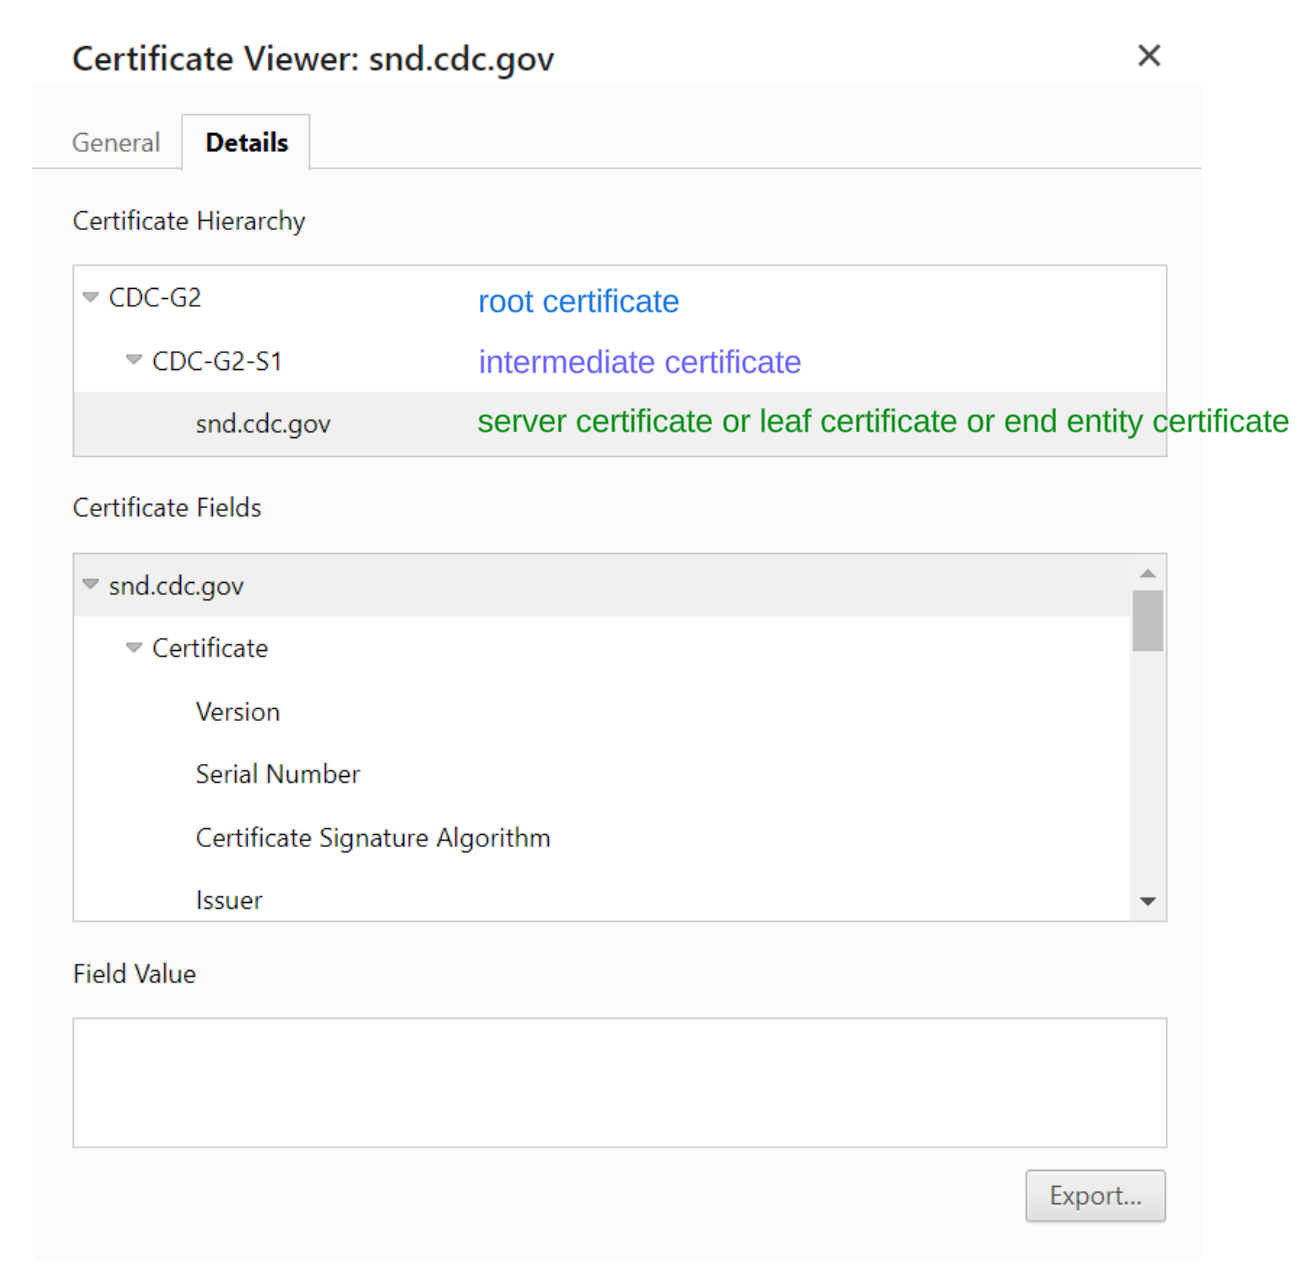 Certificate Viewer: snd.cdc.gov
General Details
Certificate Hierarchy
CDC-G2 root certificate
CDC-G2-S1 intermediate certificate
snd.cdc.gov server certificate or leaf certificate or end entity certificate
Certificate Fields
snd.cdc.gov
Certificate
Version
Serial Number
Certificate Signature Algorithm
Issuer
Field Value
Export...